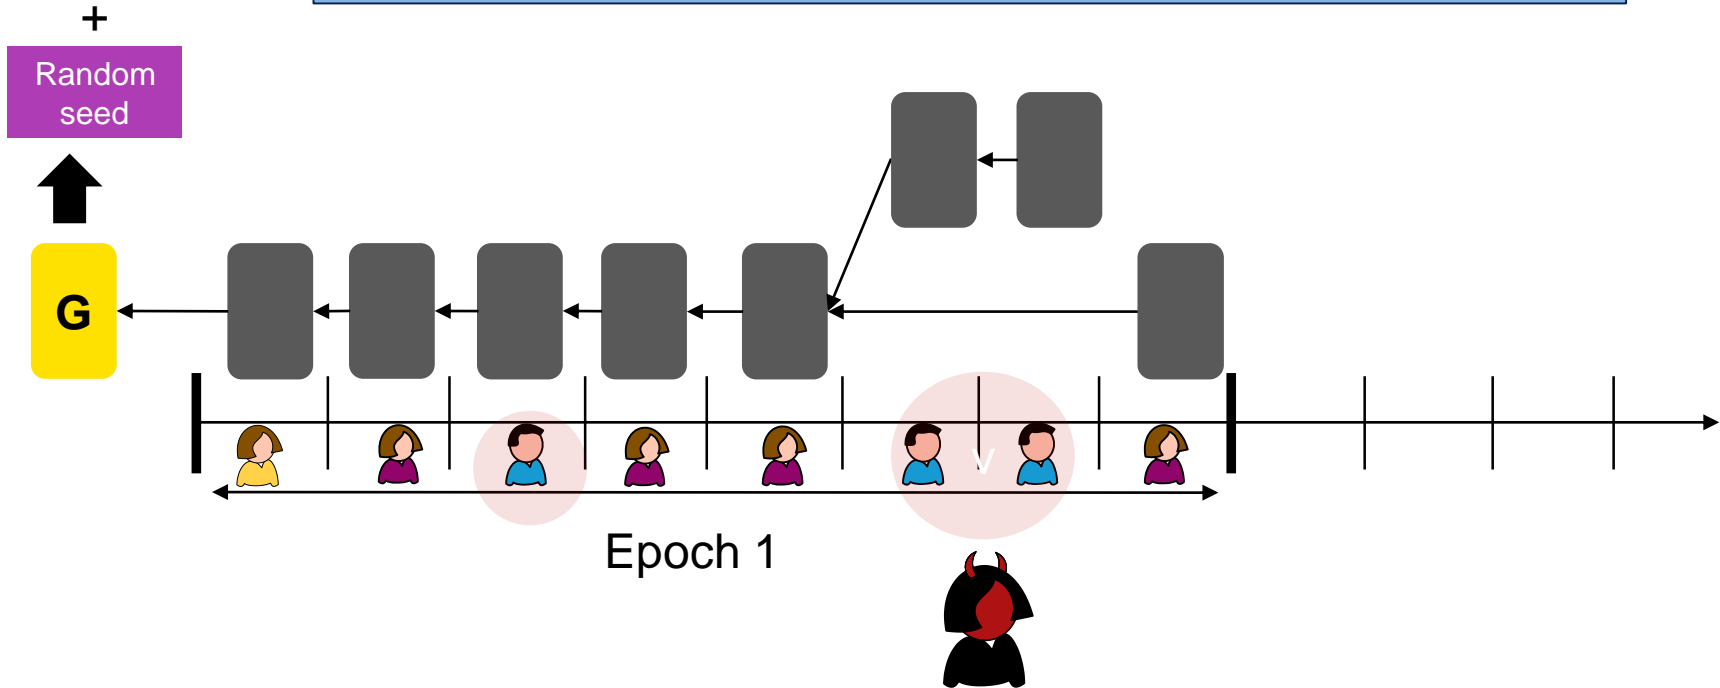 +
Random
seed
G
v
Epoch 1